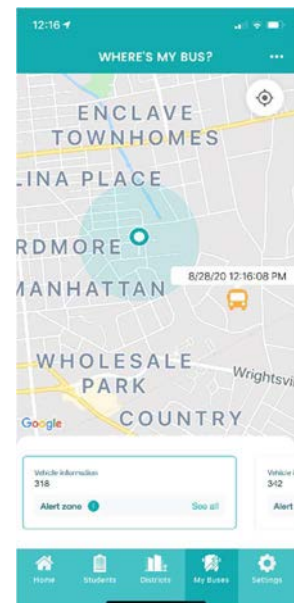 12:16
WHERE'S MY BUS?
ENCLAVE
TOWNHOMES
LINA PLACE
RDMORE
MANHATTAN
8/28/20 12:16:08 PM
WHOLESALE
PARK
Wrightsvi
Google
COUNTRY
Vehicle information
318
Alert zone
See all
Vehicle i
342
Alert
Home
Students
Districts
My Buses
Settings